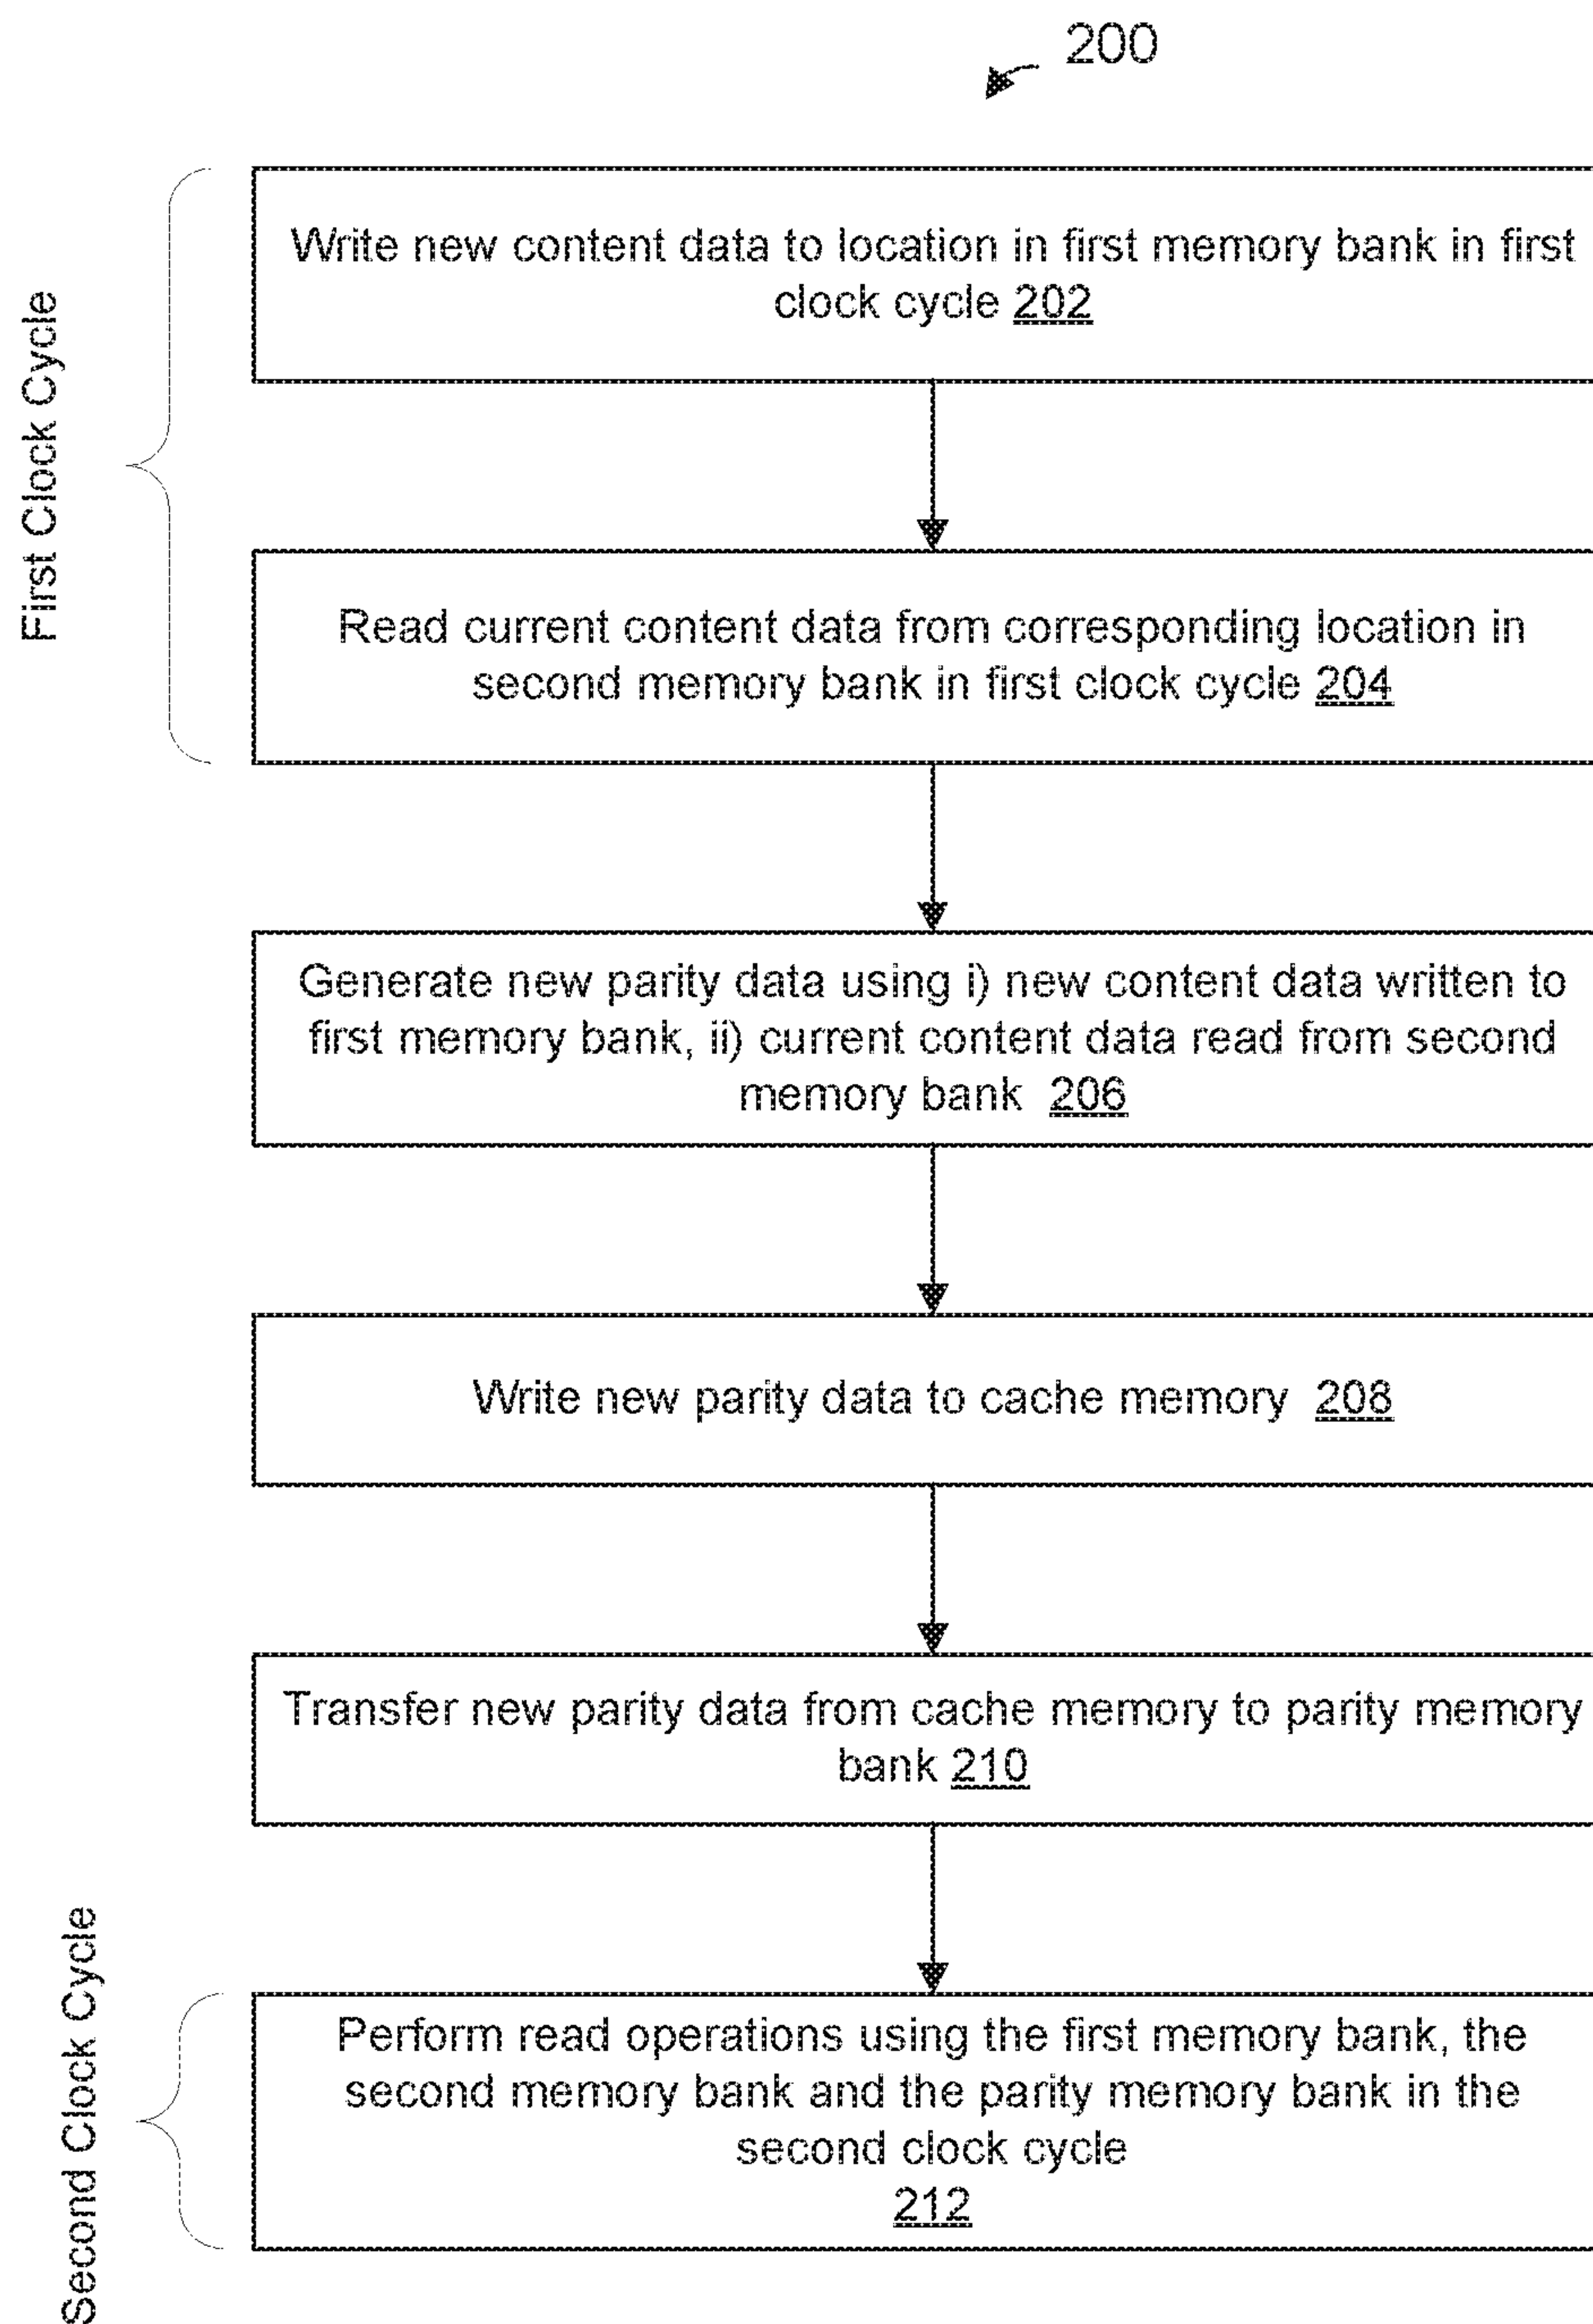 200
First Clock Cycle
Write new content data to location in first memory bank in first
clock cycle 202
Read current content data from corresponding location in
second memory bank in first clock cycle 204
Generate new parity data using i) new content data written to
first memory bank, ii) current content data read from second
memory bank 206
Write new parity data to cache memory 208
Transfer new parity data from cache memory to parity memory
bank 210
Second Clock Cycle
Perform read operations using the first memory bank, the
second memory bank and the parity memory bank in the
second clock cycle
212